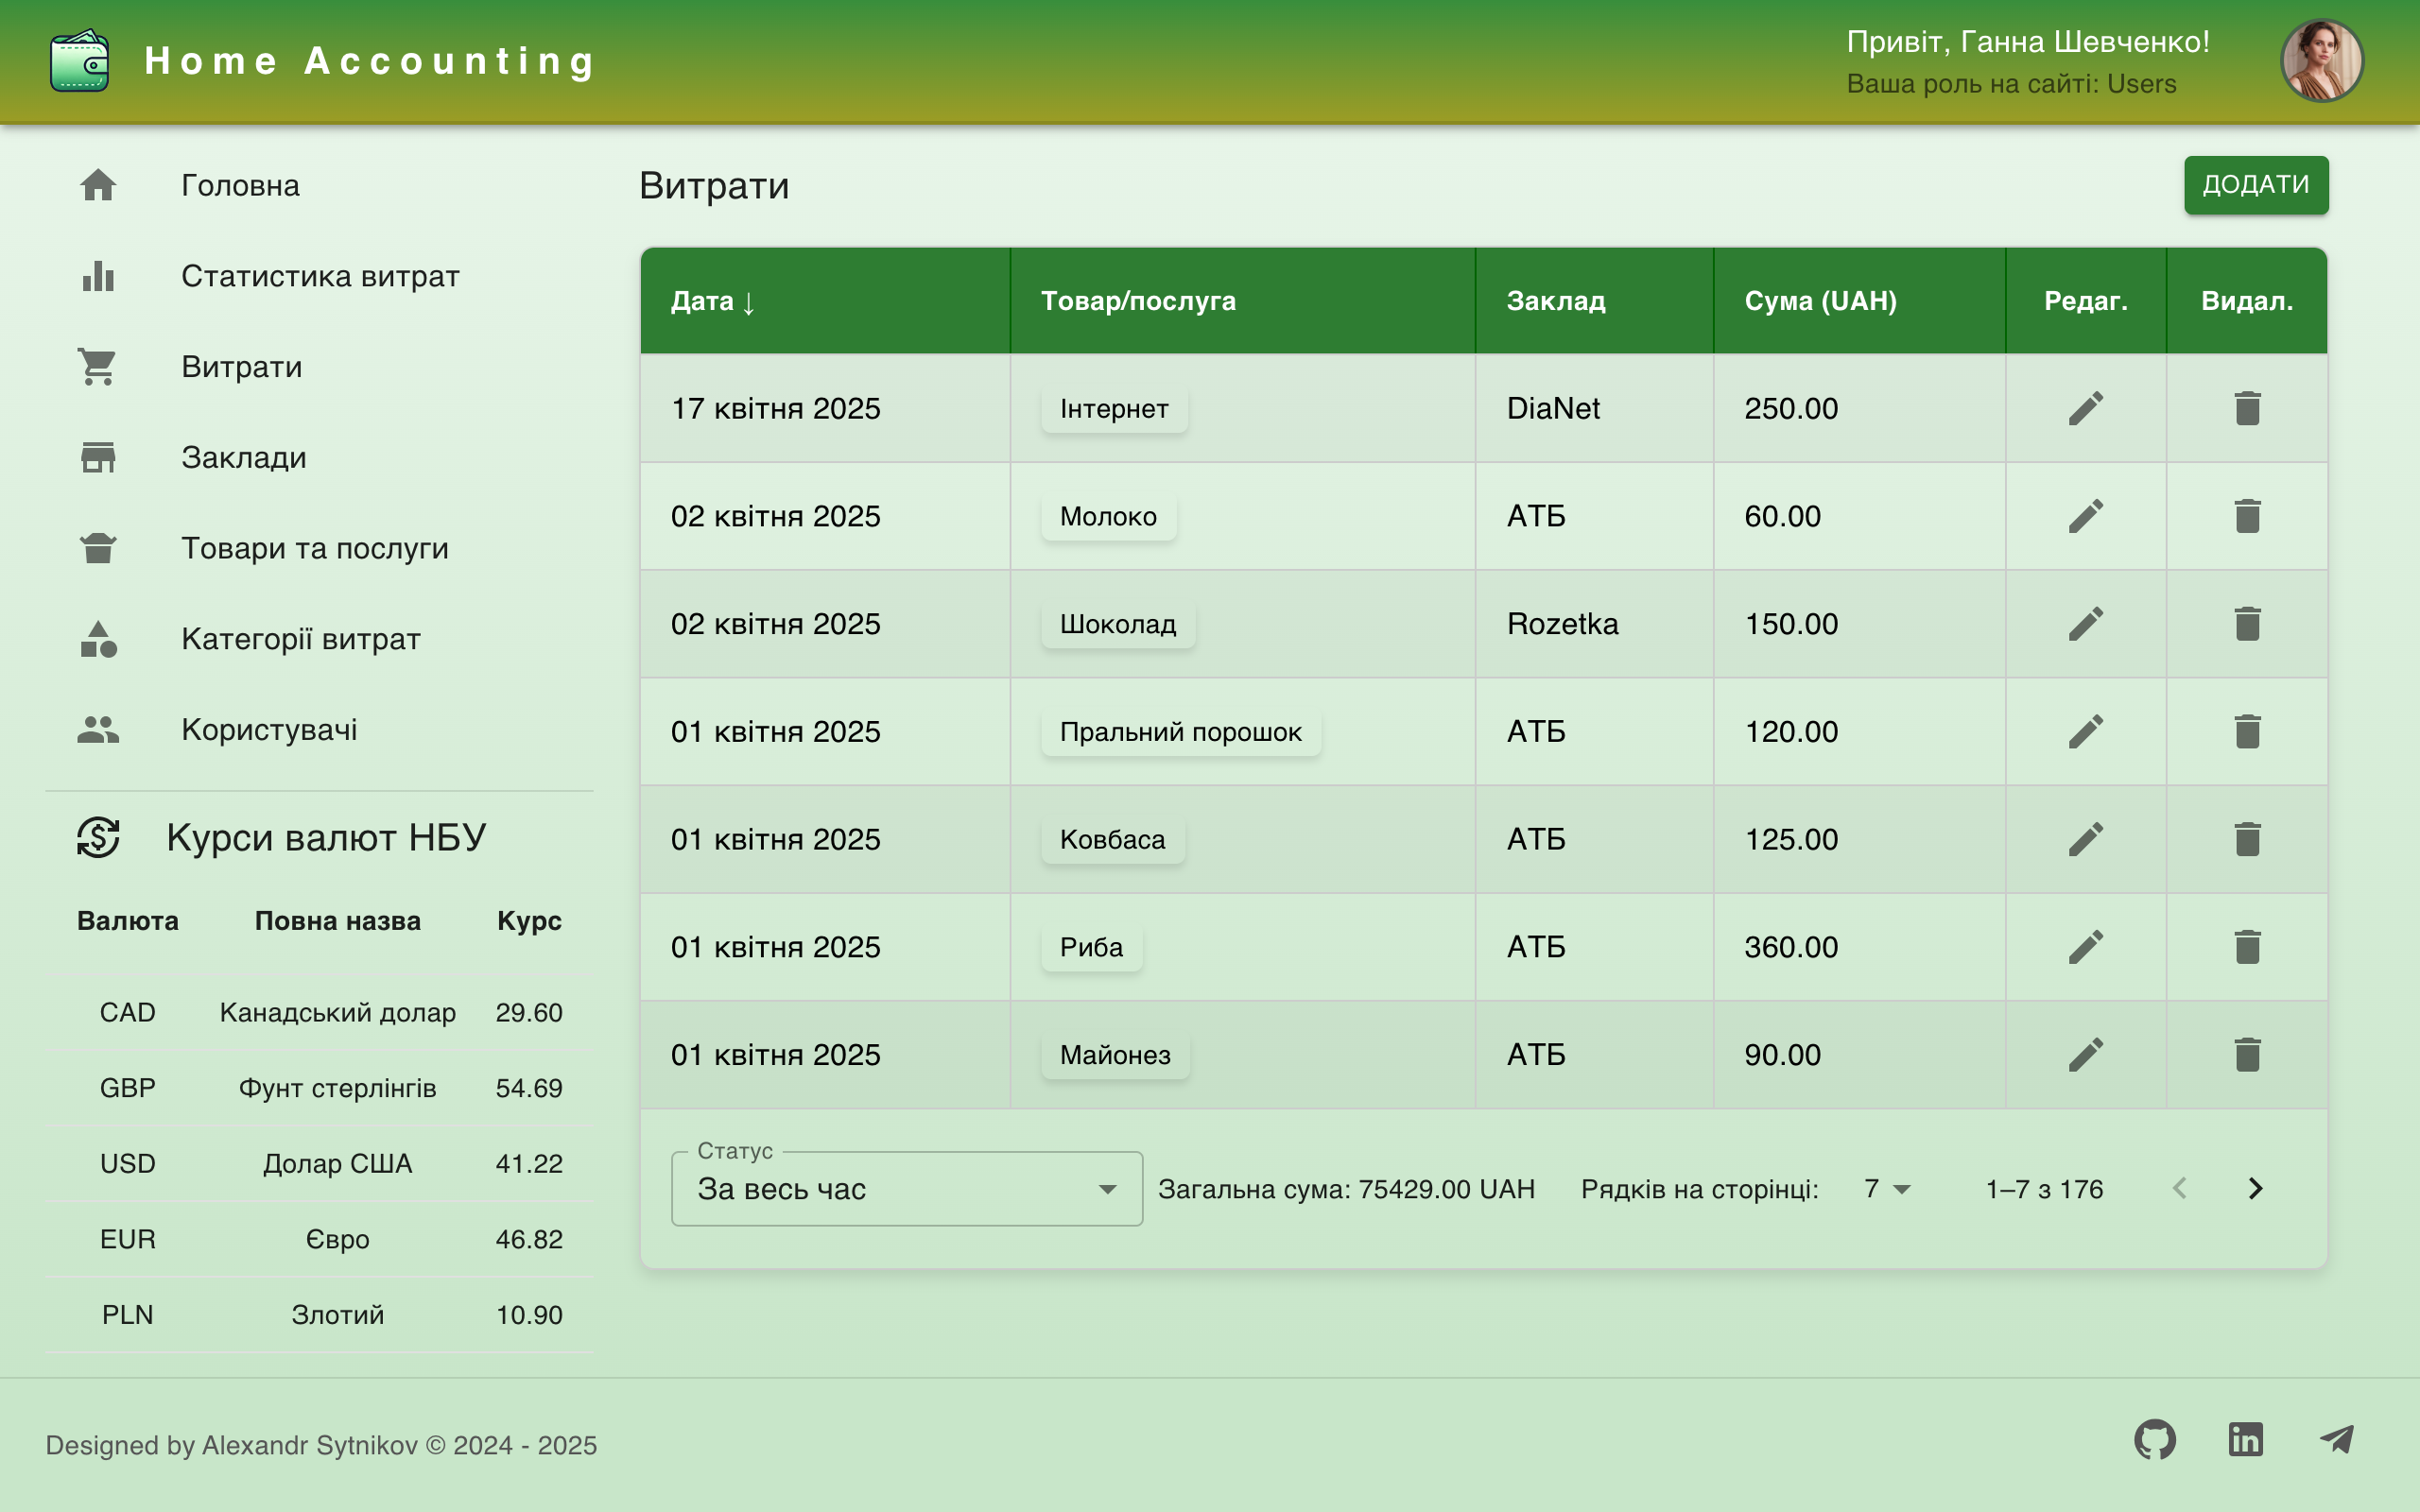 Home Accounting
Привіт, Ганна Шевченко!
Ваша роль на сайті: Users
Головна
Статистика витрат
Витрати
Заклади
Товари та послуги
Категорії витрат
Користувачі
Курси валют НБУ
Валюта Повна назва Курс
CAD Канадський долар 29.60
GBP Фунт стерлінгів 54.69
USD Долар США 41.22
EUR Євро 46.82
PLN Злотий 10.90
Витрати
ДОДАТИ
Дата ↓ Товар/послуга Заклад Сума (UAH) Редаг. Видал.
17 квітня 2025 Інтернет DiaNet 250.00
02 квітня 2025 Молоко АТБ 60.00
02 квітня 2025 Шоколад Rozetka 150.00
01 квітня 2025 Пральний порошок АТБ 120.00
01 квітня 2025 Ковбаса АТБ 125.00
01 квітня 2025 Риба АТБ 360.00
01 квітня 2025 Майонез АТБ 90.00
Статус
За весь час Загальна сума: 75429.00 UAH Рядків на сторінці: 7 1–7 з 176
Designed by Alexandr Sytnikov © 2024 - 2025